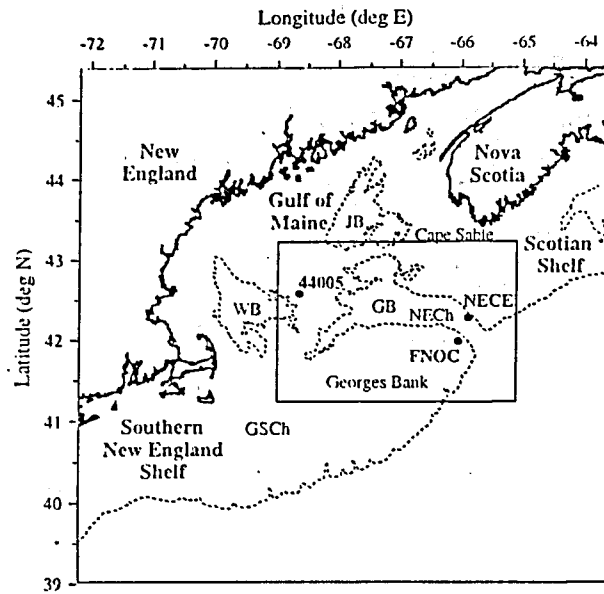 Longitude (deg E)
-72 -71 -70 -69 -68 -67 -66 -65 -64
45
44
43
42
41
40
39
Latitude (deg N)
New
England
Nova
Scotia
Gulf of
Maine
JB
Cape Sable
Scotian
Shelf
44005
WB
GB
NECE
NECh
FNOC
Georges Bank
GSCh
Southern
New England
Shelf